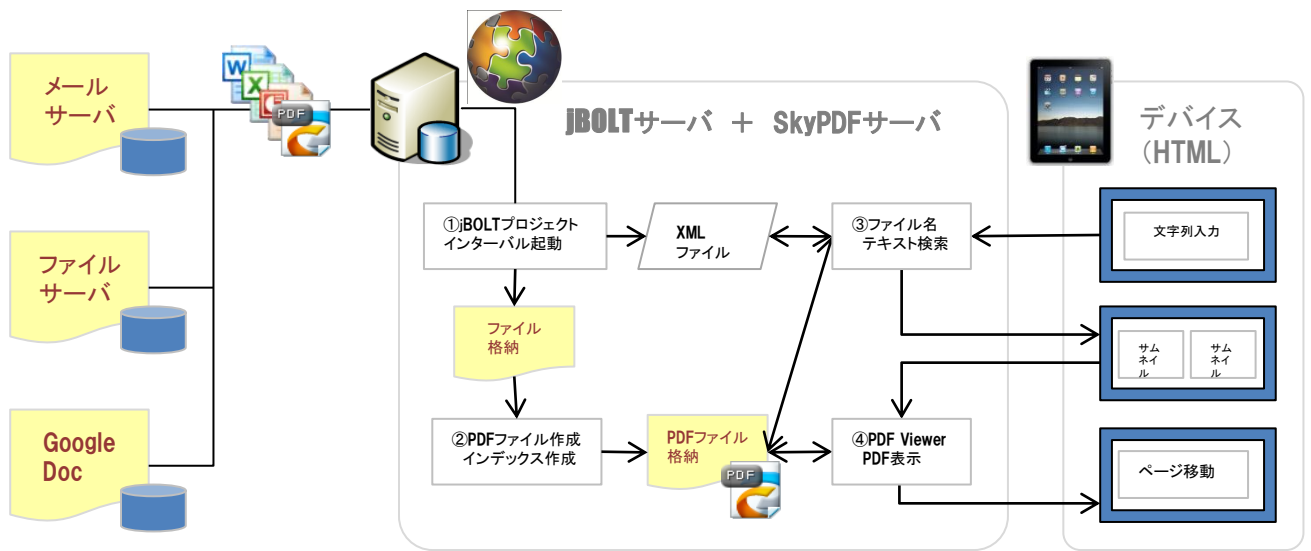 メール
サーバ
ファイル
サーバ
Google
Doc
W
X
PDF
jBOLTサーバ ＋ SkyPDFサーバ
①jBOLTプロジェクト
インターバル起動
XML
ファイル
③ファイル名
テキスト検索
ファイル
格納
②PDFファイル作成
インデックス作成
PDFファイル
格納
PDF
④PDF Viewer
PDF表示
デバイス
（HTML）
文字列入力
サム
ネイ
ル
サム
ネイ
ル
ページ移動